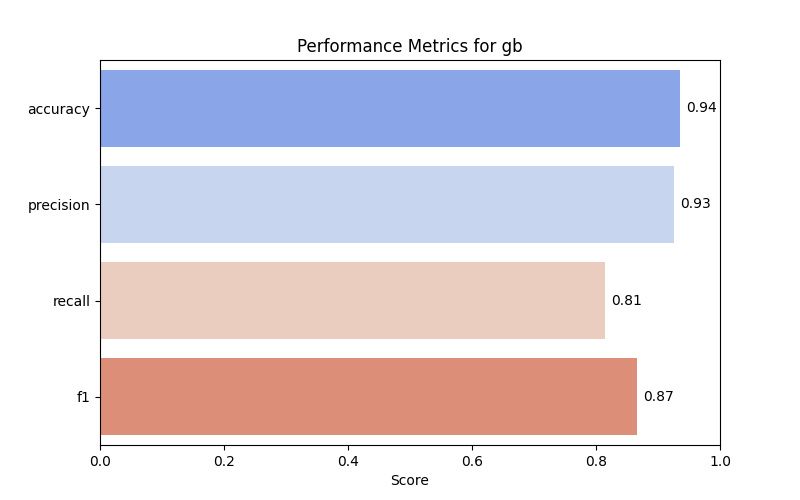 Performance Metrics for gb
accuracy
0.94
precision
0.93
recall
0.81
f1
0.87
0.0 0.2 0.4 0.6 0.8 1.0
Score